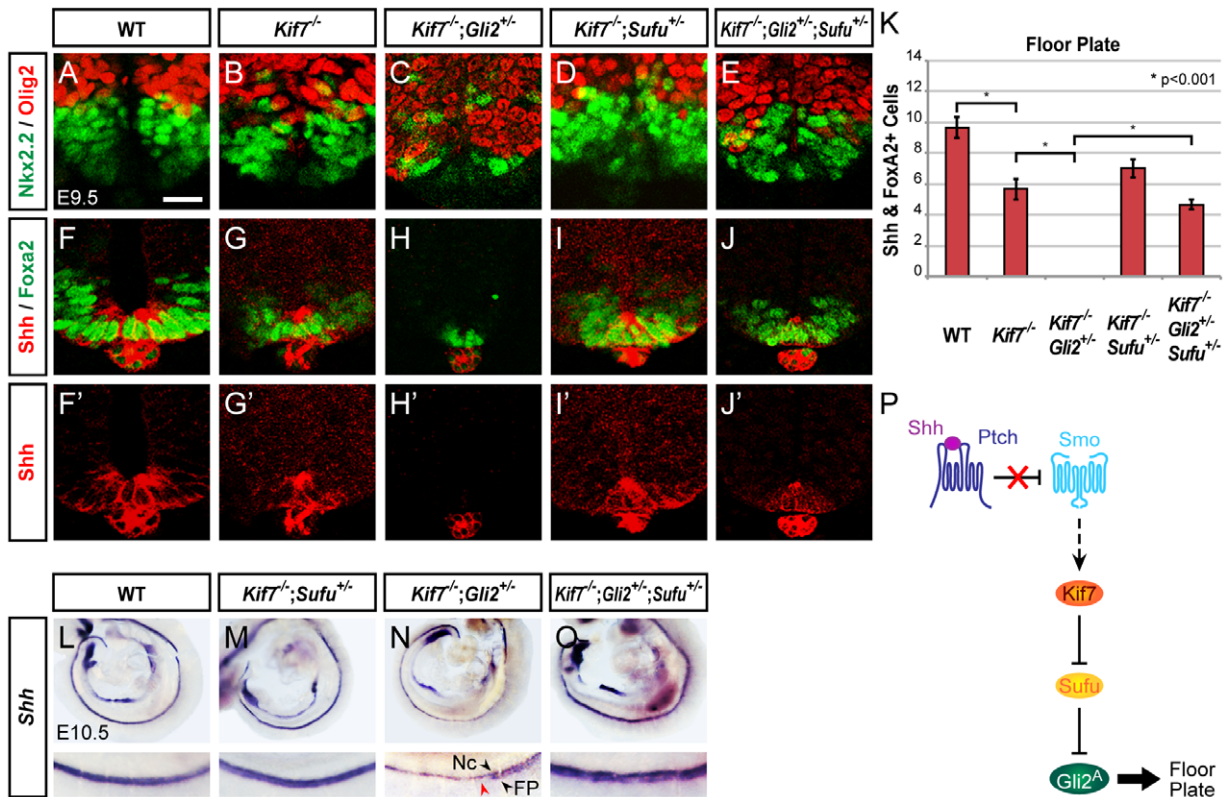 WT
Kif7-/-
Kif7-/-;Gli2+/-
Kif7-/-;Sufu+/-
Kif7-/-;Gli2+/-;Sufu+/-
Nkx2.2 / Olig2
A
B
C
D
E
E9.5
Shh / Foxa2
F
G
H
I
J
Shh
F'
G'
H'
I'
J'
K
Floor Plate
* p<0.001
Shh & FoxA2+ Cells
14
12
10
8
6
4
2
0
*
*
*
WT
Kif7-/-
Kif7-/-
Gli2+/-
Kif7-/-
Sufu+/-
Kif7-/-
Gli2+/-
Sufu+/-
WT
Kif7-/-;Sufu+/-
Kif7-/-;Gli2+/-
Kif7-/-;Gli2+/-;Sufu+/-
Shh
L
M
N
O
E10.5
Nc
FP
P
Shh
Ptch
Smo
Kif7
Sufu
Gli2A
Floor
Plate